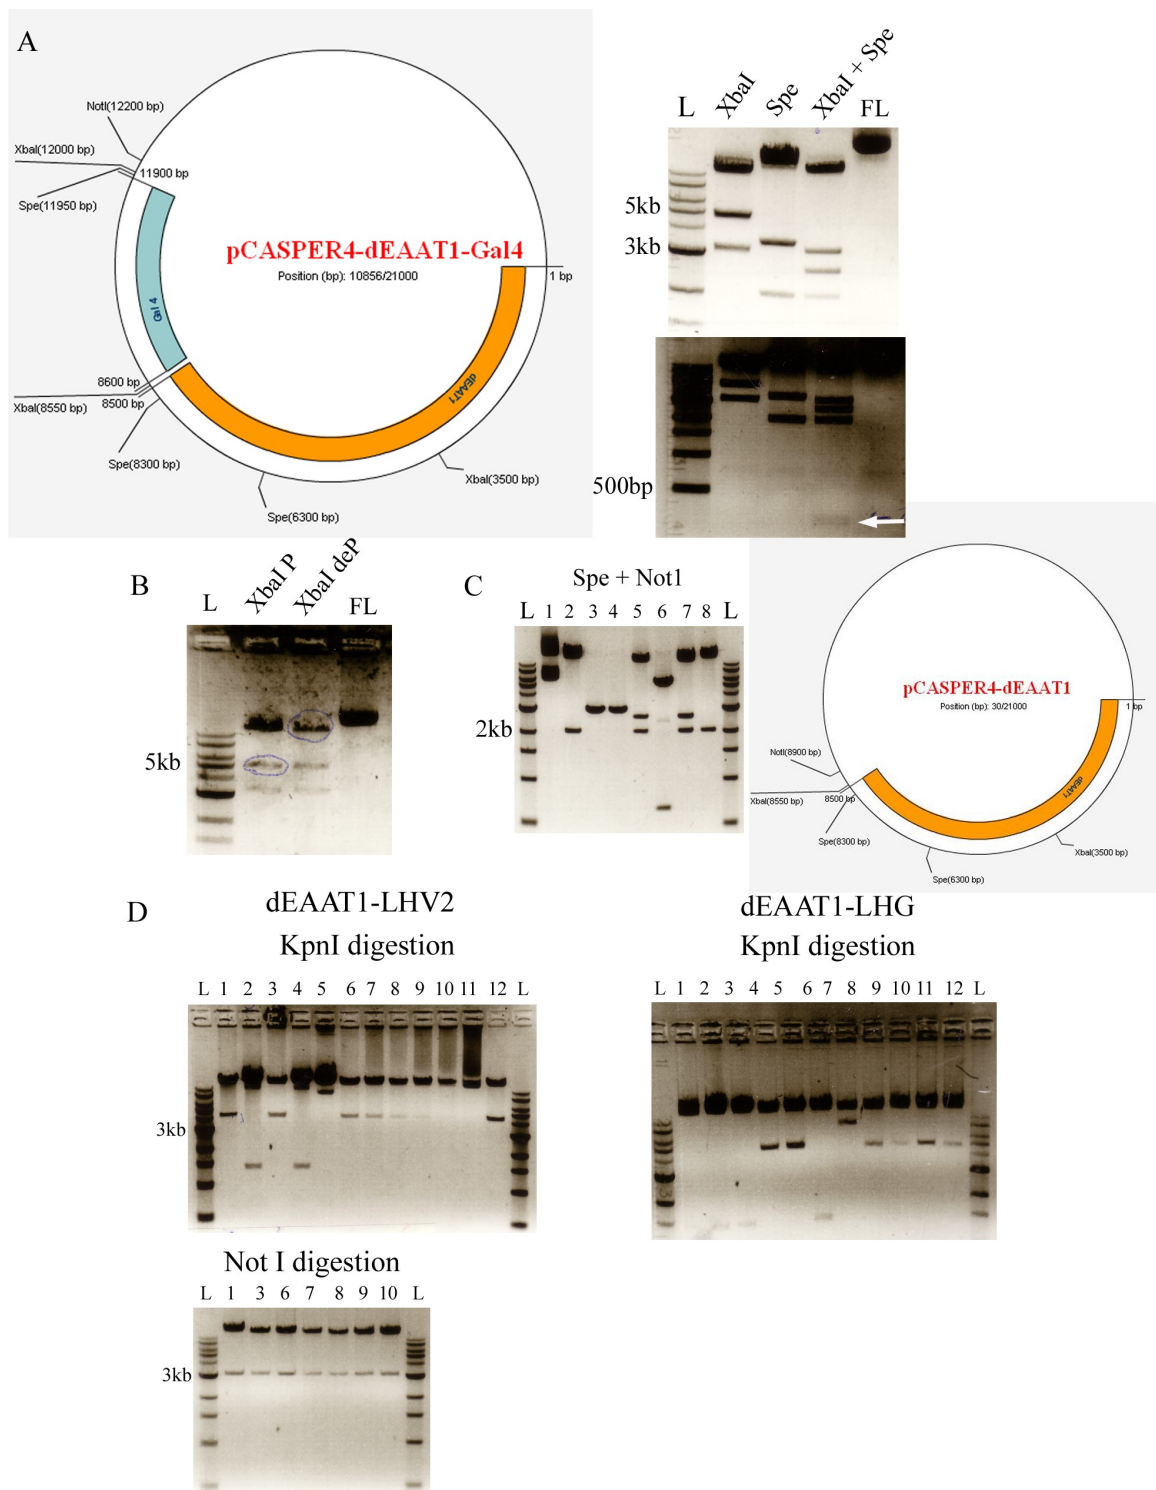 A
NotI(12200 bp)
XbaI(12000 bp)
11900 bp
Spe(11950 bp)
pCASPER4-dEAAT1-Gal4
Position (bp): 10856/21000
1 bp
Gal 4
dEAAT1
8600 bp
8500 bp
XbaI(8550 bp)
Spe(8300 bp)
XbaI(3500 bp)
Spe(6300 bp)
L XbaI Spe XbaI + Spe FL
5kb
3kb
500bp
B
L XbaI P XbaI deP FL
5kb
C
Spe + Not1
L 1 2 3 4 5 6 7 8 L
2kb
pCASPER4-dEAAT1
Position (bp): 30/21000
1 bp
NotI(8900 bp)
XbaI(8550 bp)
8500 bp
Spe(8300 bp)
dEAAT1
XbaI(3500 bp)
Spe(6300 bp)
D
dEAAT1-LHV2
KpnI digestion
L 1 2 3 4 5 6 7 8 9 10 11 12 L
3kb
dEAAT1-LHG
KpnI digestion
L 1 2 3 4 5 6 7 8 9 10 11 12 L
Not I digestion
L 1 3 6 7 8 9 10 L
3kb